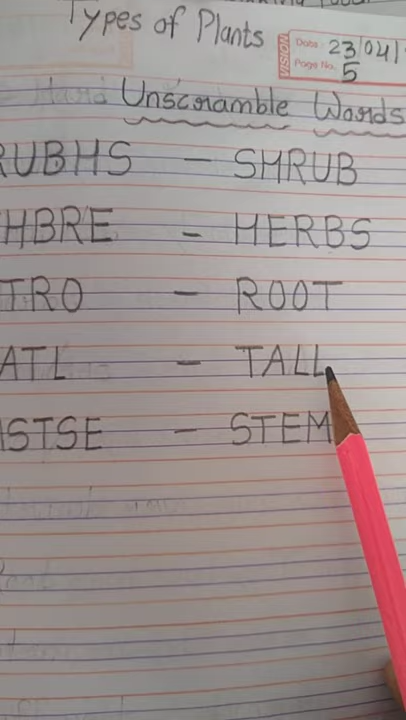 Types of Plants
VISION
Date: 23/04/
Page No. 5
Hard Unscramble Words
RUBHS - SHRUB
HBRE - HERBS
TRO - ROOT
ATL - TALL
STSE - STEM